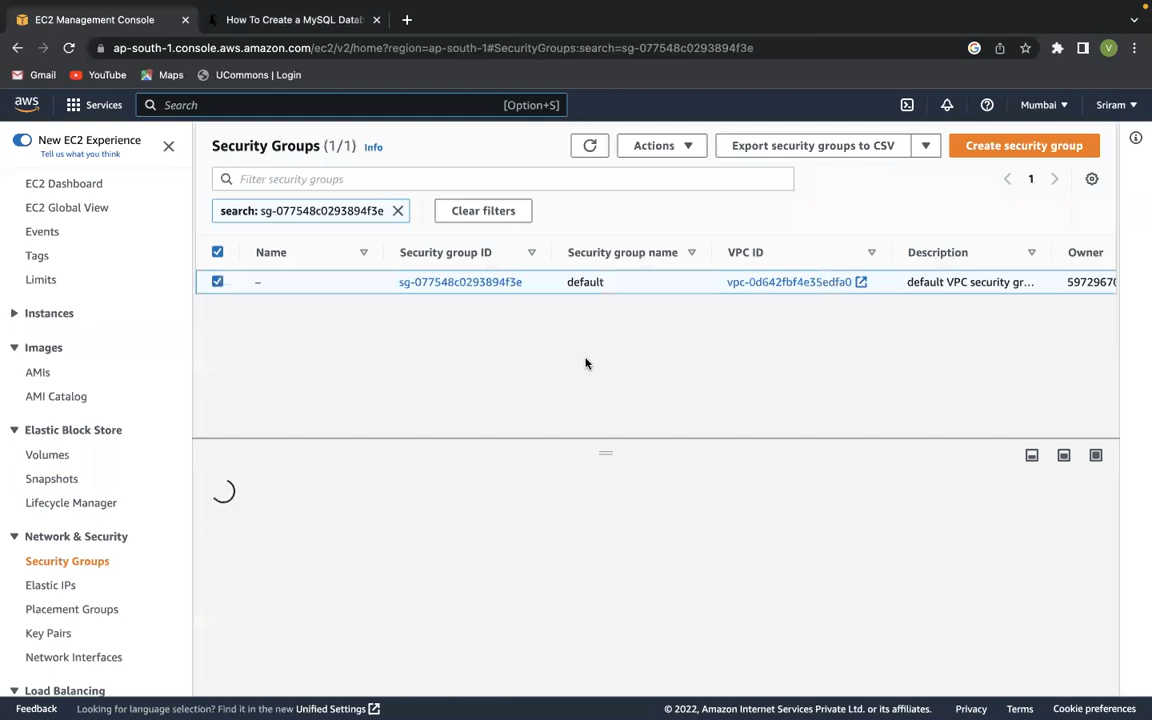 EC2 Management Console
How To Create a MySQL Datab
ap-south-1.console.aws.amazon.com/ec2/v2/home?region=ap-south-1#SecurityGroups:search=sg-077548c0293894f3e
V
Gmail
YouTube
Maps
UCommons | Login
aws
Services
Search
[Option+S]
Mumbai
Sriram
New EC2 Experience
Tell us what you think
EC2 Dashboard
EC2 Global View
Events
Tags
Limits
Instances
Images
AMIs
AMI Catalog
Elastic Block Store
Volumes
Snapshots
Lifecycle Manager
Network & Security
Security Groups
Elastic IPs
Placement Groups
Key Pairs
Network Interfaces
Load Balancing
Security Groups (1/1) Info
Actions
Export security groups to CSV
Create security group
Filter security groups
1
search: sg-077548c0293894f3e
Clear filters
Name Security group ID Security group name VPC ID Description Owner
– sg-077548c0293894f3e default vpc-0d642fbf4e35edfa0 default VPC security gr... 59729670
Feedback
Looking for language selection? Find it in the new Unified Settings
© 2022, Amazon Internet Services Private Ltd. or its affiliates.
Privacy
Terms
Cookie preferences